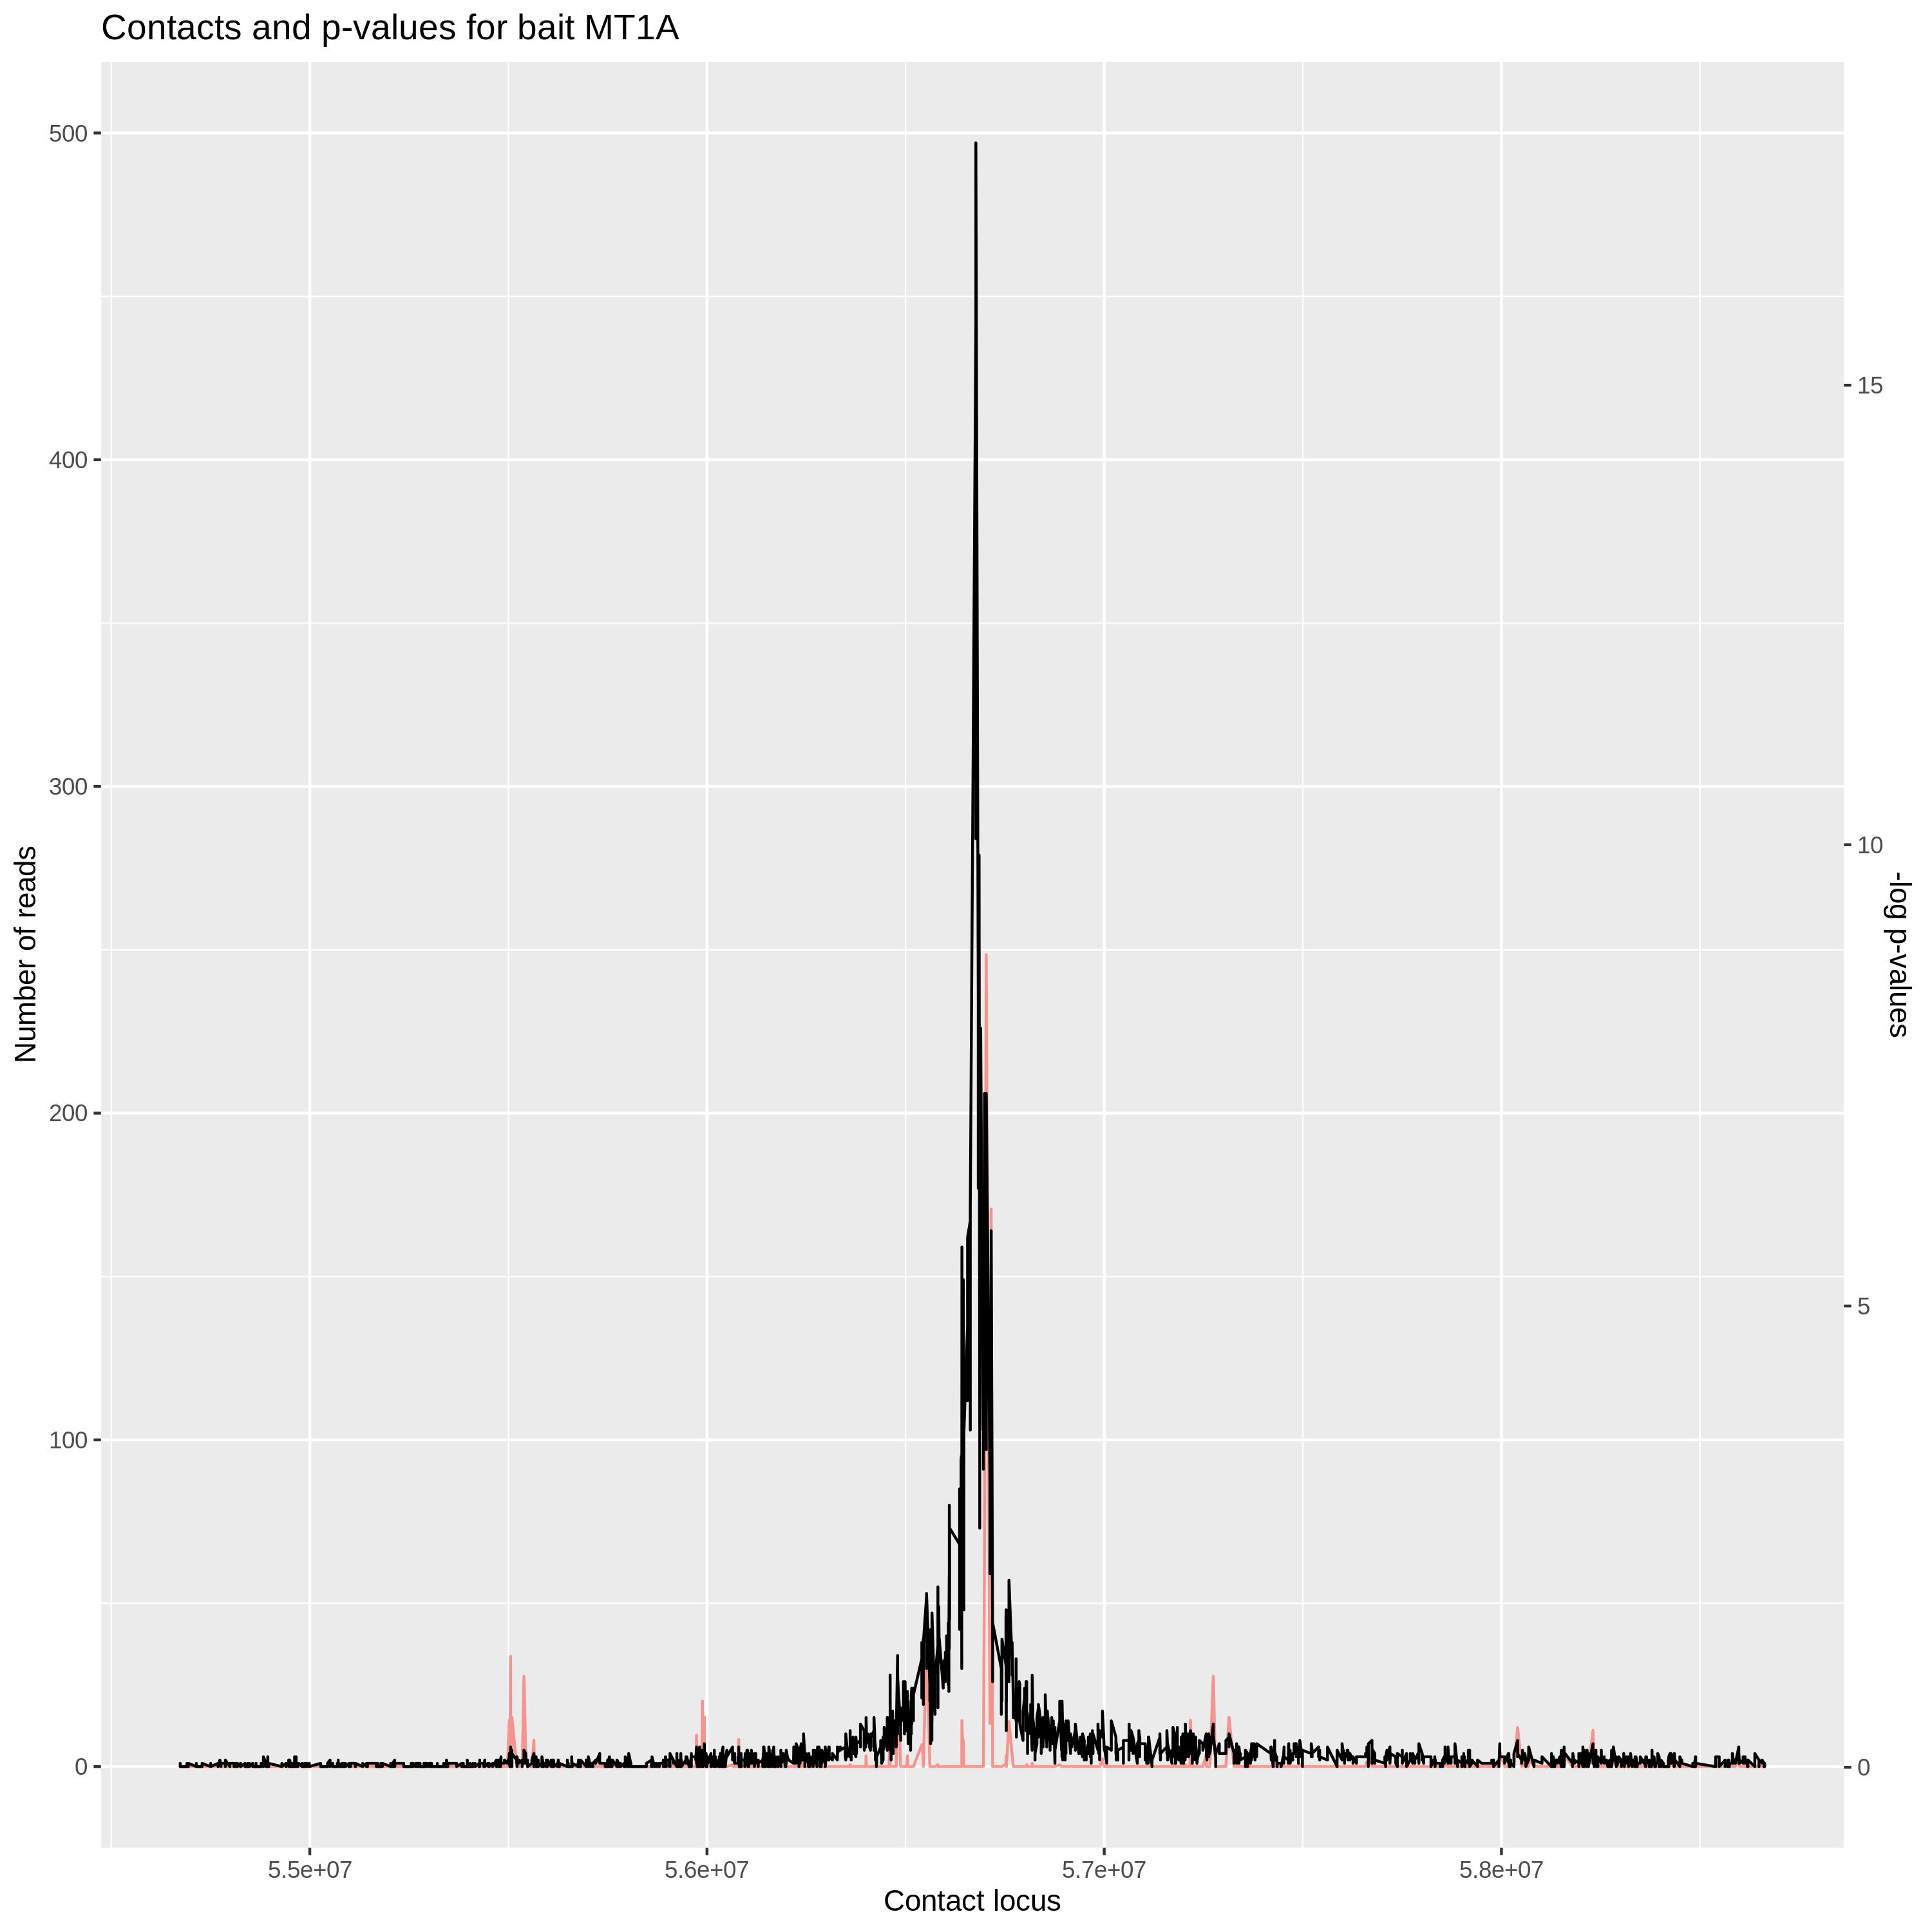 Contacts and p-values for bait MT1A
500
400
300
200
100
0
Number of reads
15
10
5
0
-log p-values
5.5e+07 5.6e+07 5.7e+07 5.8e+07
Contact locus